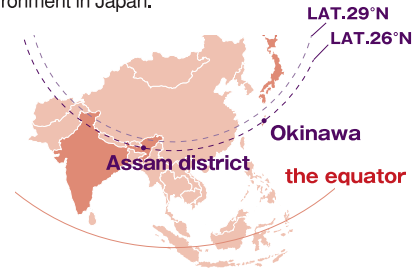 ronment in Japan.
LAT.29°N
LAT.26°N
Okinawa
Assam district
the equator